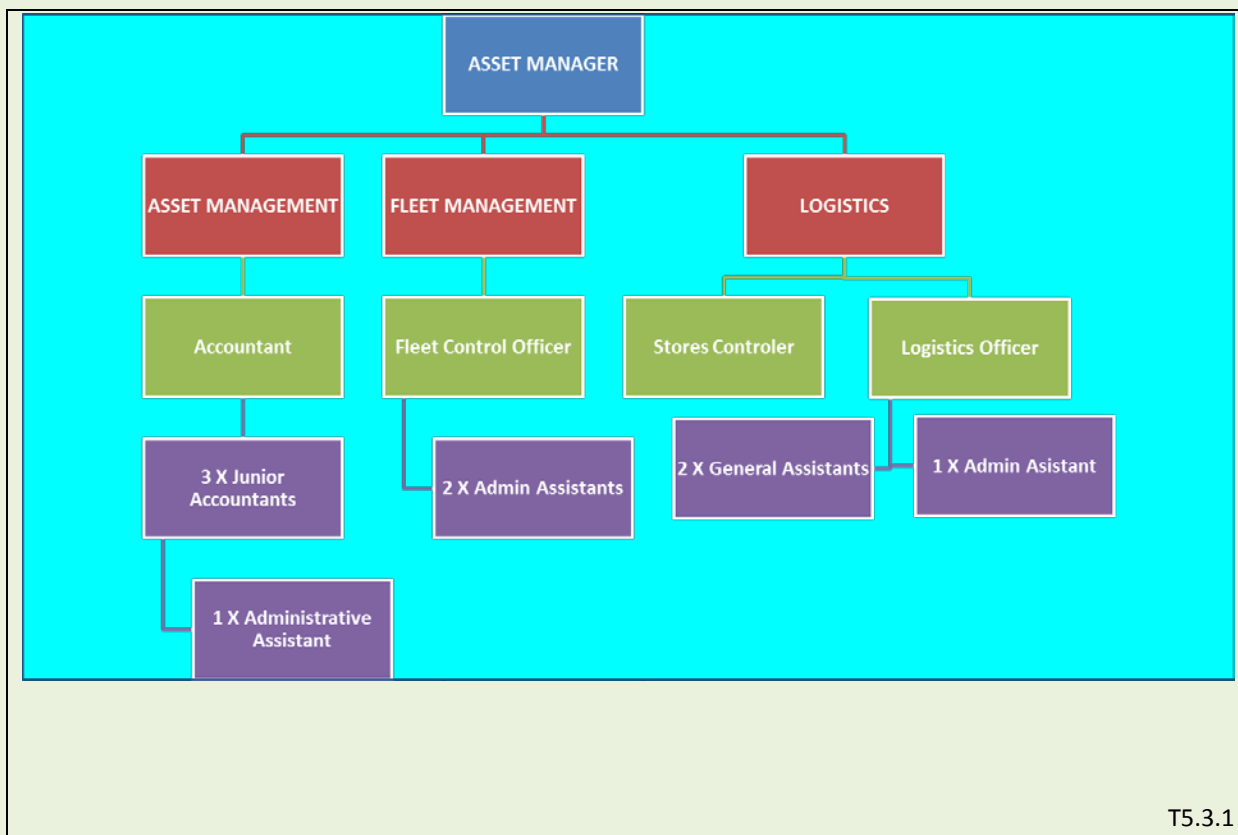 ASSET MANAGER
ASSET MANAGEMENT
FLEET MANAGEMENT
LOGISTICS
Accountant
Fleet Control Officer
Stores Controler
Logistics Officer
3 X Junior
Accountants
2 X Admin Assistants
2 X General Assistants
1 X Admin Asistant
1 X Administrative
Assistant
T5.3.1